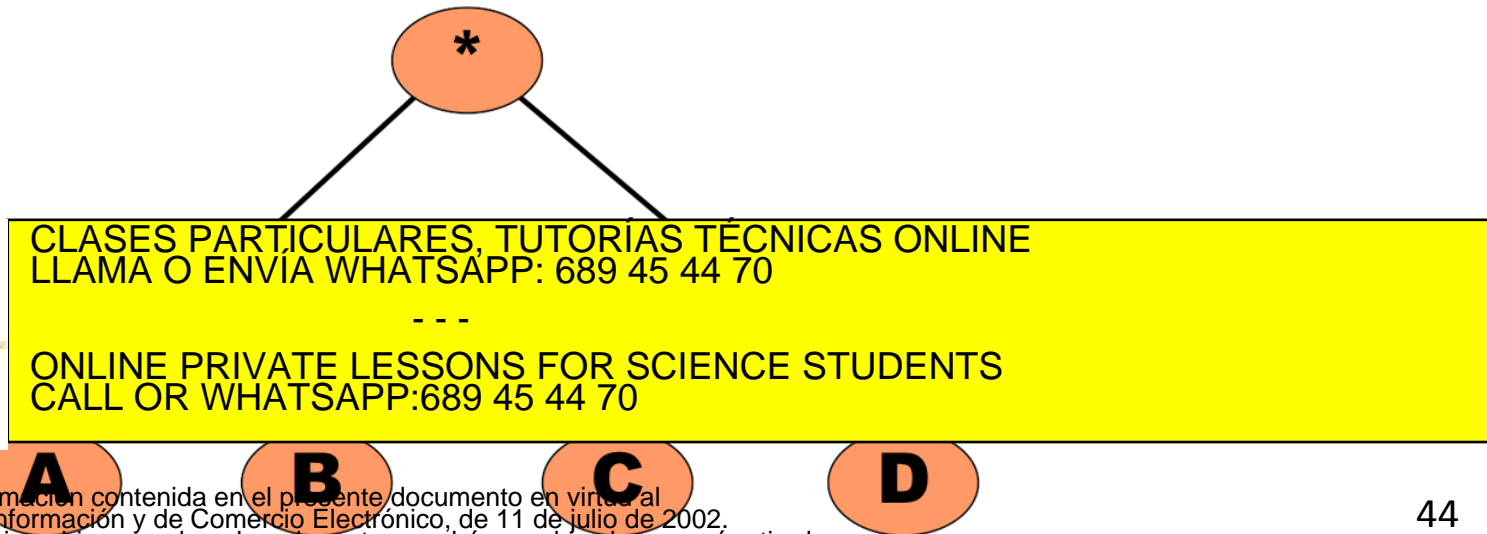 *
CLASES PARTICULARES, TUTORÍAS TÉCNICAS ONLINE
LLAMA O ENVÍA WHATSAPP: 689 45 44 70
- - -
ONLINE PRIVATE LESSONS FOR SCIENCE STUDENTS
CALL OR WHATSAPP:689 45 44 70
A B C D
contenida en el presente documento en virtud al
Información y de Comercio Electrónico, de 11 de julio de 2002.
44